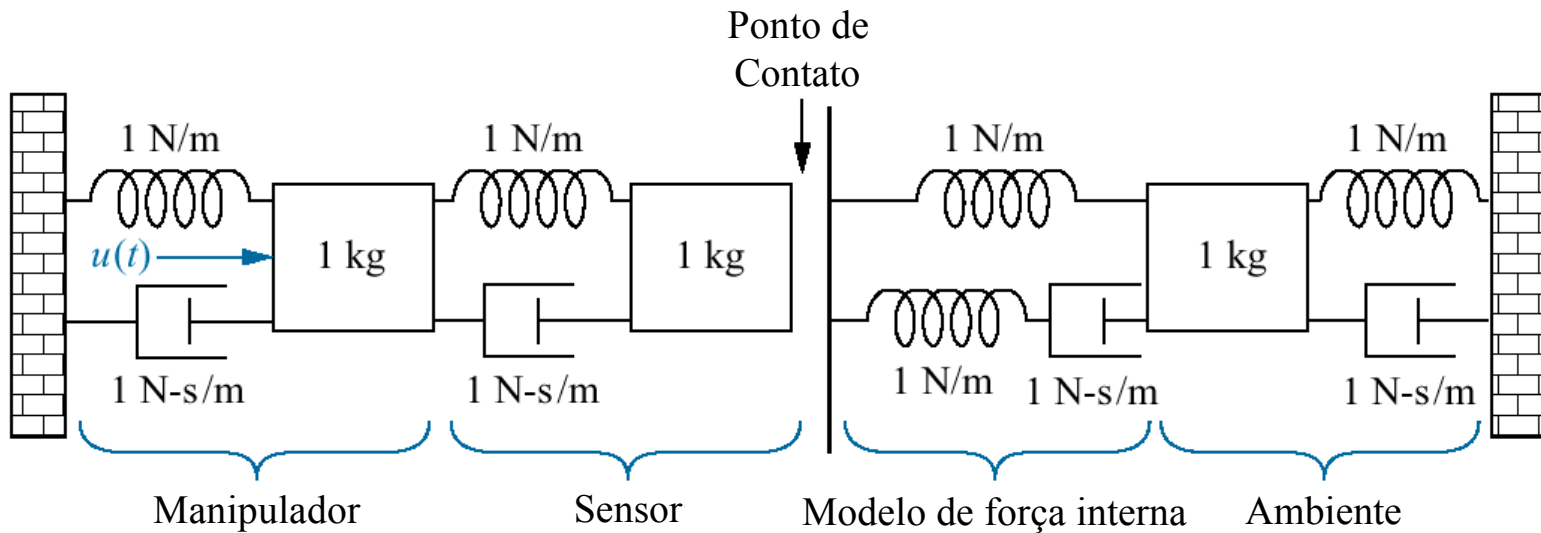 Ponto de
Contato
1 N/m
1 N/m
1 N/m
1 N/m
u(t)
1 kg
1 kg
1 kg
1 N-s/m
1 N-s/m
1 N/m
1 N-s/m
1 N-s/m
Manipulador
Sensor
Modelo de força interna
Ambiente